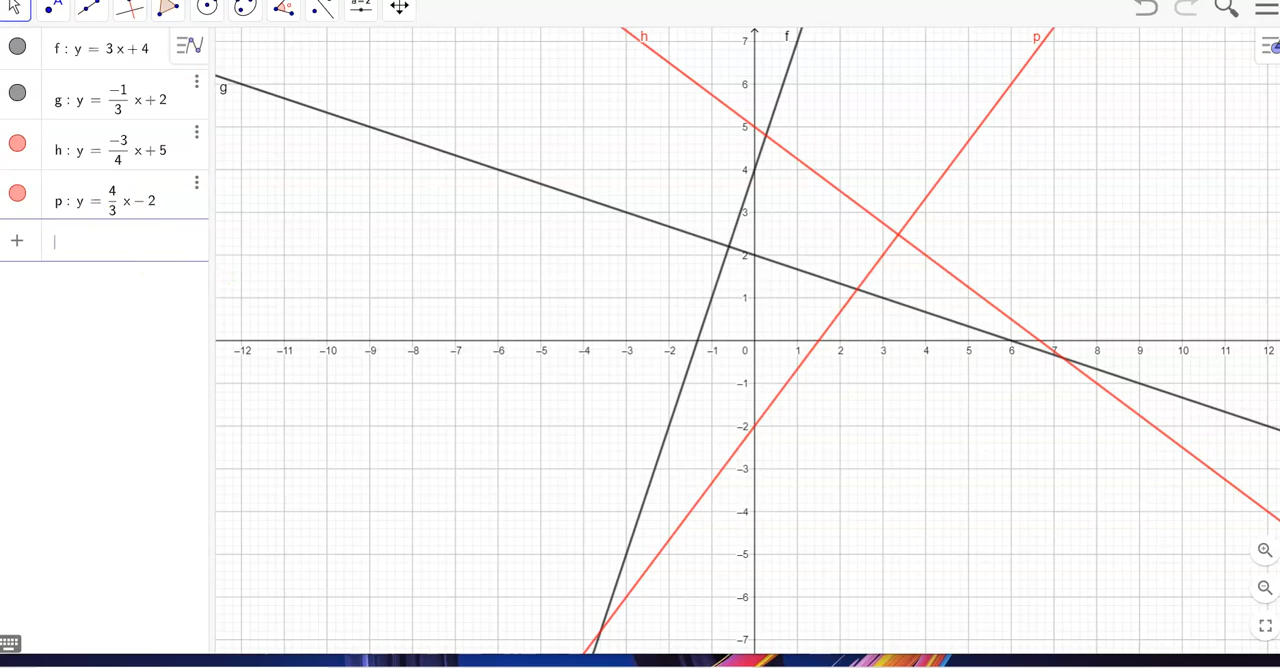 f : y = 3 x + 4
g : y = −1/3 x + 2
h : y = −3/4 x + 5
p : y = 4/3 x − 2
+
h
f
p
g
7
6
5
4
3
2
1
−12 −11 −10 −9 −8 −7 −6 −5 −4 −3 −2 −1 0 1 2 3 4 5 6 7 8 9 10 11 12
−1
−2
−3
−4
−5
−6
−7